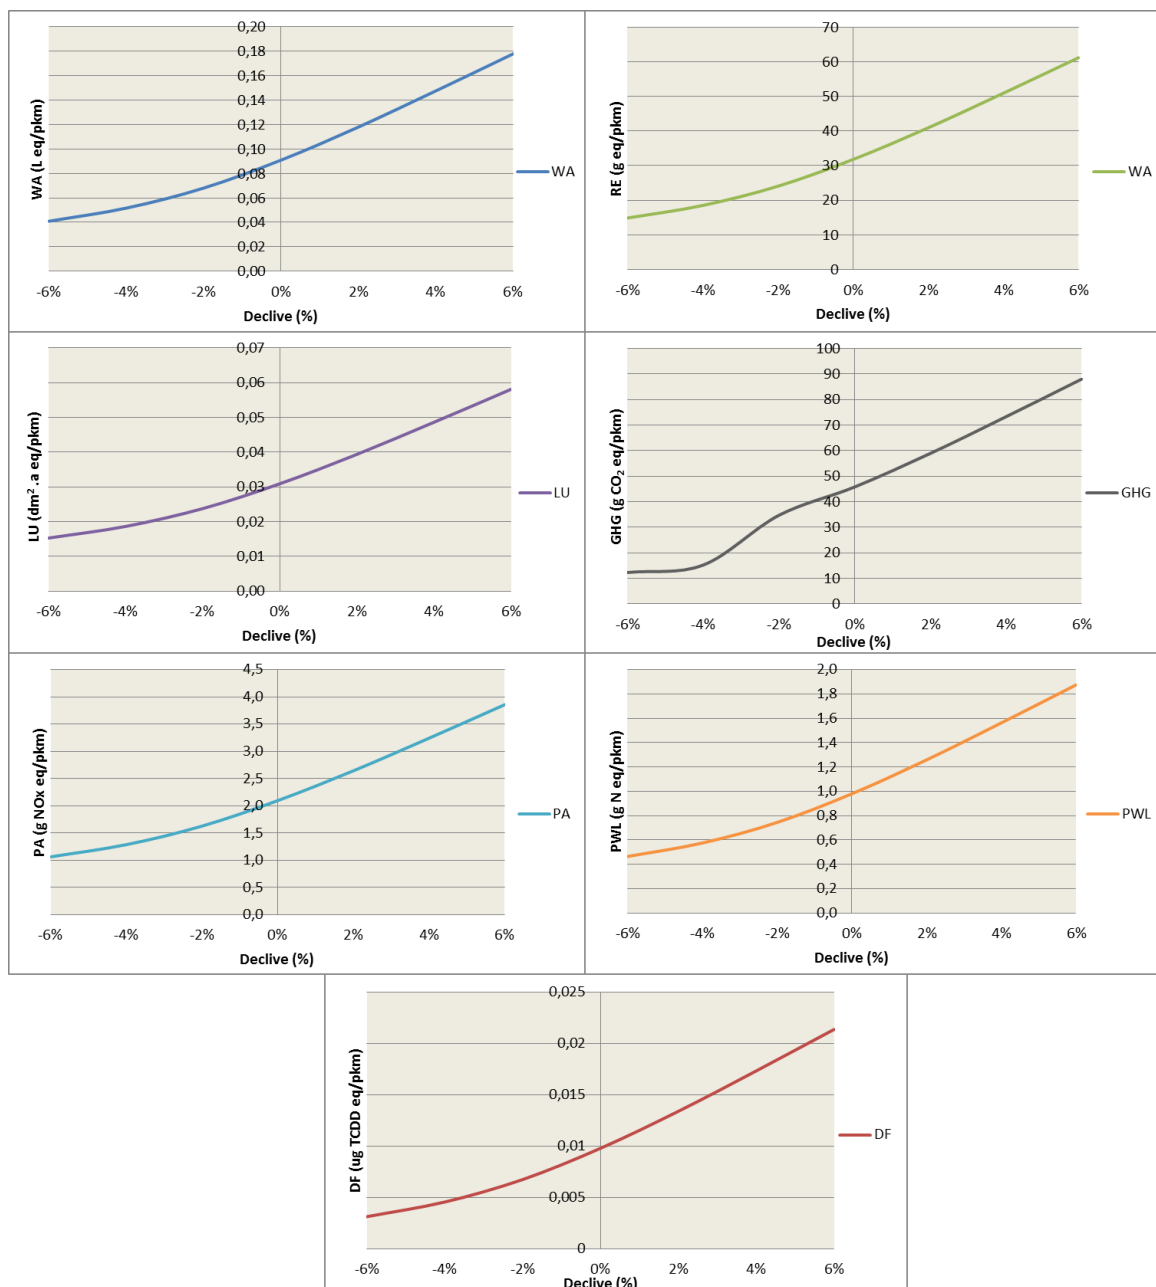 0,20
0,18
0,16
0,14
0,12
0,10
0,08
0,06
0,04
0,02
0,00
WA (L eq/pkm)
-6% -4% -2% 0% 2% 4% 6%
Declive (%)
WA
70
60
50
40
30
20
10
0
RE (g eq/pkm)
-6% -4% -2% 0% 2% 4% 6%
Declive (%)
WA
0,07
0,06
0,05
0,04
0,03
0,02
0,01
0,00
LU (dm² .a eq/pkm)
-6% -4% -2% 0% 2% 4% 6%
Declive (%)
LU
100
90
80
70
60
50
40
30
20
10
0
GHG (g CO₂ eq/pkm)
-6% -4% -2% 0% 2% 4% 6%
Declive (%)
GHG
4,5
4,0
3,5
3,0
2,5
2,0
1,5
1,0
0,5
0,0
PA (g NOx eq/pkm)
-6% -4% -2% 0% 2% 4% 6%
Declive (%)
PA
2,0
1,8
1,6
1,4
1,2
1,0
0,8
0,6
0,4
0,2
0,0
PWL (g N eq/pkm)
-6% -4% -2% 0% 2% 4% 6%
Declive (%)
PWL
0,025
0,02
0,015
0,01
0,005
0
DF (ug TCDD eq/pkm)
-6% -4% -2% 0% 2% 4% 6%
Declive (%)
DF